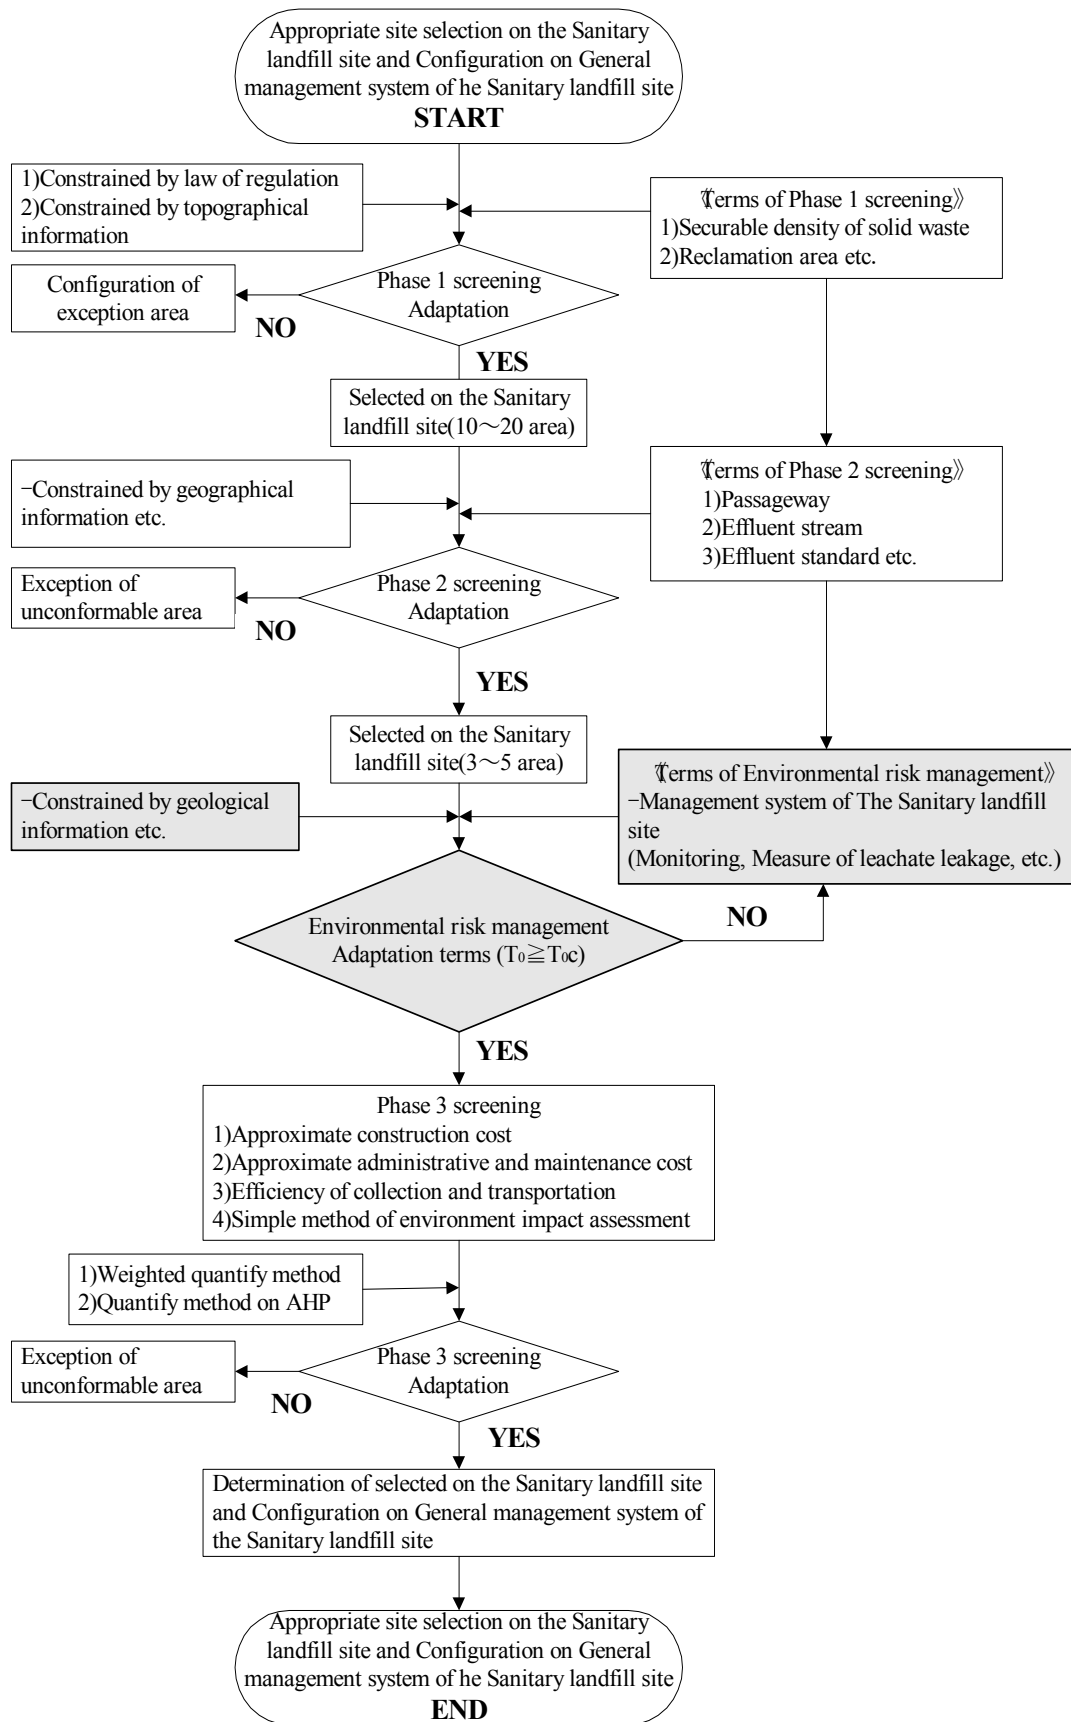 Appropriate site selection on the Sanitary
landfill site and Configuration on General
management system of he Sanitary landfill site
START
1)Constrained by law of regulation
2)Constrained by topographical
information
《Terms of Phase 1 screening》
1)Securable density of solid waste
2)Reclamation area etc.
Phase 1 screening
Adaptation
Configuration of
exception area
NO
YES
Selected on the Sanitary
landfill site(10～20 area)
-Constrained by geographical
information etc.
《Terms of Phase 2 screening》
1)Passageway
2)Effluent stream
3)Effluent standard etc.
Phase 2 screening
Adaptation
Exception of
unconformable area
NO
YES
Selected on the Sanitary
landfill site(3～5 area)
-Constrained by geological
information etc.
《Terms of Environmental risk management》
-Management system of The Sanitary landfill
site
(Monitoring, Measure of leachate leakage, etc.)
Environmental risk management
Adaptation terms (T₀≧T₀c)
NO
YES
Phase 3 screening
1)Approximate construction cost
2)Approximate administrative and maintenance cost
3)Efficiency of collection and transportation
4)Simple method of environment impact assessment
1)Weighted quantify method
2)Quantify method on AHP
Phase 3 screening
Adaptation
Exception of
unconformable area
NO
YES
Determination of selected on the Sanitary landfill site
and Configuration on General management system of
the Sanitary landfill site
Appropriate site selection on the Sanitary
landfill site and Configuration on General
management system of he Sanitary landfill site
END